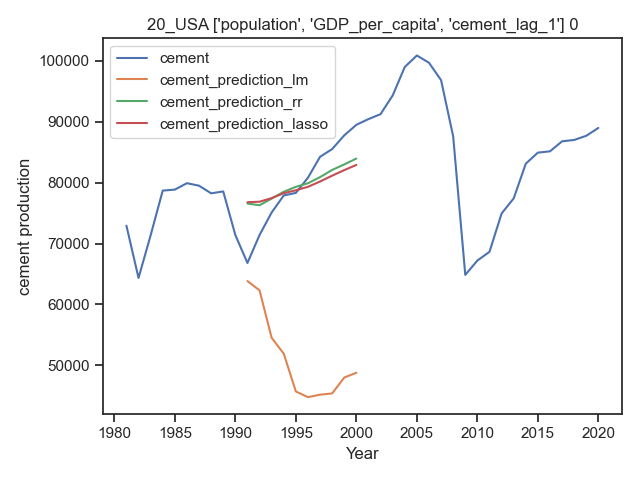 20_USA ['population', 'GDP_per_capita', 'cement_lag_1'] 0
cement
cement_prediction_lm
cement_prediction_rr
cement_prediction_lasso
100000
90000
80000
70000
60000
50000
cement production
1980 1985 1990 1995 2000 2005 2010 2015 2020
Year